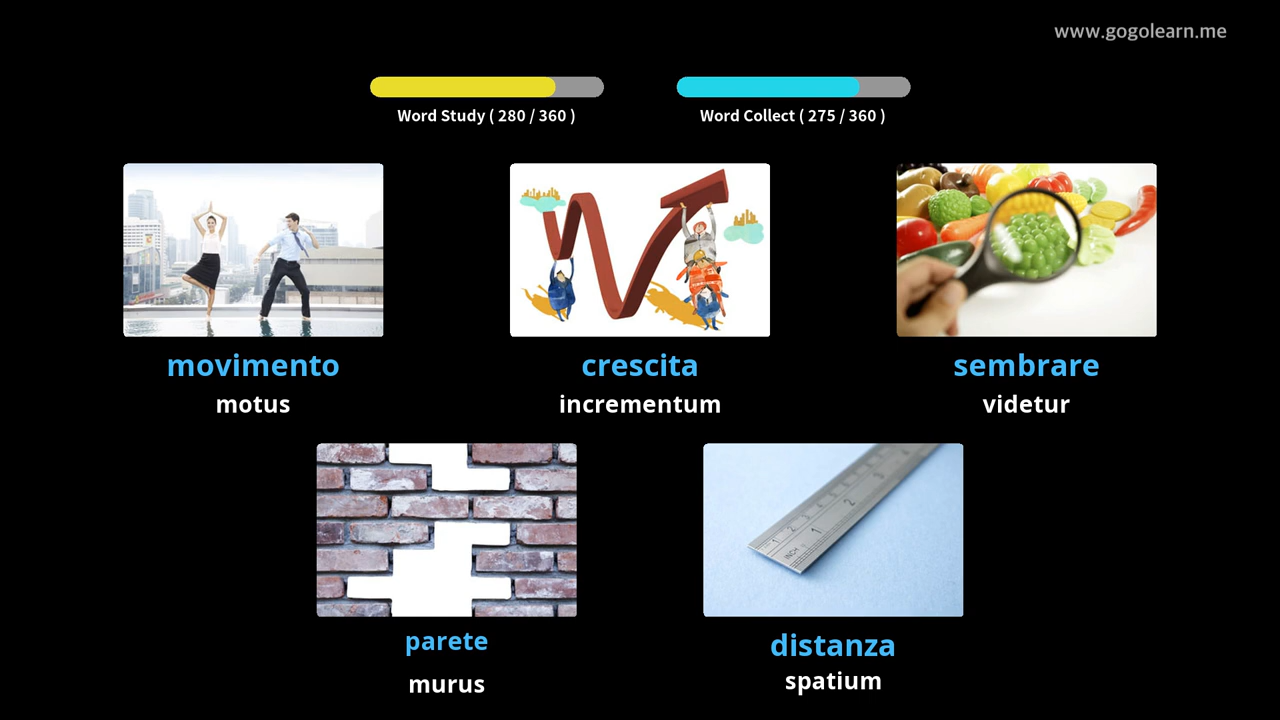 www.gogolearn.me
Word Study ( 280 / 360 )
Word Collect ( 275 / 360 )
movimento
motus
crescita
incrementum
sembrare
videtur
parete
murus
distanza
spatium